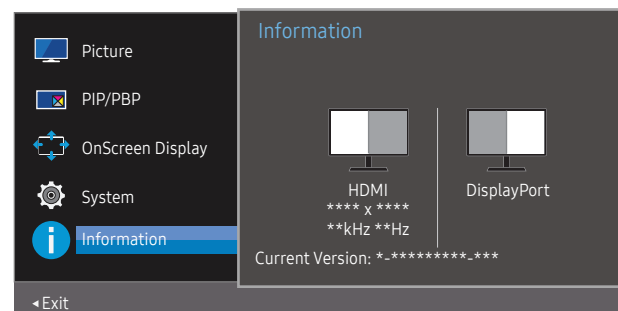 Picture
PIP/PBP
OnScreen Display
System
Information
Information
HDMI
**** x ****
**kHz **Hz
DisplayPort
Current Version: *-*********-***
◂Exit